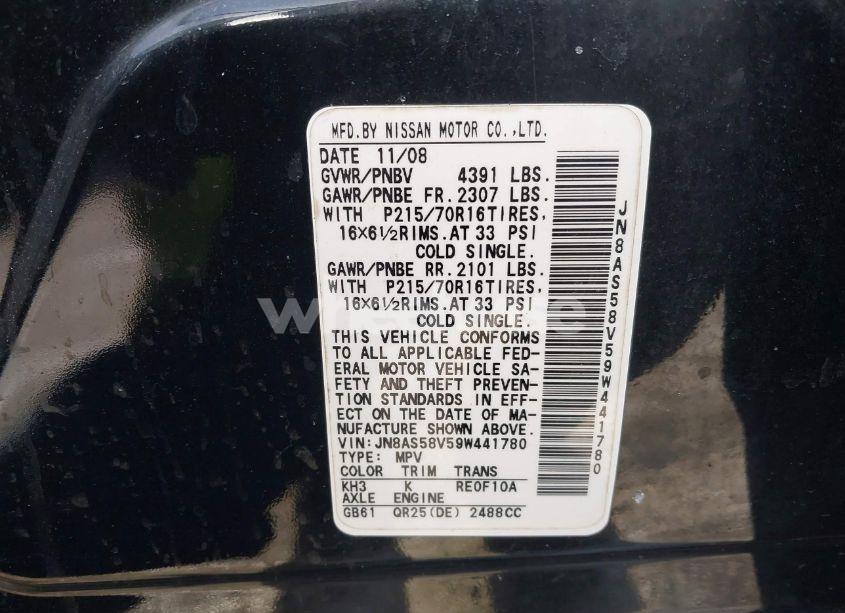 MFD.BY NISSAN MOTOR CO.,LTD.
DATE 11/08
GVWR/PNBV 4391 LBS.
GAWR/PNBE FR. 2307 LBS.
WITH P215/70R16TIRES,
16×6½RIMS.AT 33 PSI
COLD SINGLE.
GAWR/PNBE RR. 2101 LBS.
WITH P215/70R16TIRES,
16×6½RIMS.AT 33 PSI
COLD SINGLE.
THIS VEHICLE CONFORMS
TO ALL APPLICABLE FED-
ERAL MOTOR VEHICLE SA-
FETY AND THEFT PREVEN-
TION STANDARDS IN EFF-
ECT ON THE DATE OF MA-
NUFACTURE SHOWN ABOVE.
VIN:JN8AS58V59W441780
TYPE: MPV
COLOR TRIM TRANS
KH3 K RE0F10A
AXLE ENGINE
GB61 QR25(DE) 2488CC
JN8AS58V59W441780